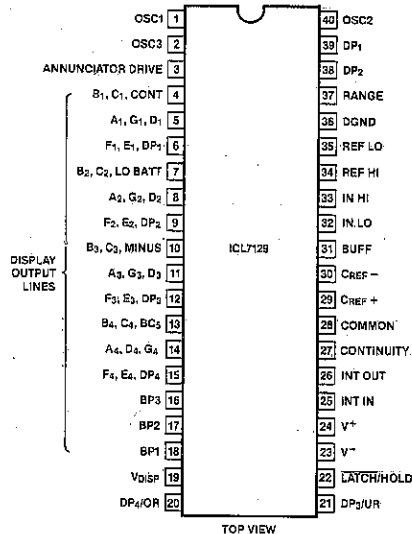 OSC1 1
OSC3 2
ANNUNCIATOR DRIVE 3
B1, C1, CONT 4
A1, G1, D1 5
F1, E1, DP1 6
B2, C2, LO BATT 7
A2, G2, D2 8
F2, E2, DP2 9
B3, C3, MINUS 10
A3, G3, D3 11
F3, E3, DP3 12
B4, C4, BC5 13
A4, D4, G4 14
F4, E4, DP4 15
BP3 16
BP2 17
BP1 18
VDISP 19
DP4/OR 20
DISPLAY
OUTPUT
LINES
ICL7129
40 OSC2
39 DP1
38 DP2
37 RANGE
36 DGND
35 REF LO
34 REF HI
33 IN HI
32 IN LO
31 BUFF
30 CREF –
29 CREF +
28 COMMON
27 CONTINUITY
26 INT OUT
25 INT IN
24 V+
23 V–
22 LATCH/HOLD
21 DP3/UR
TOP VIEW